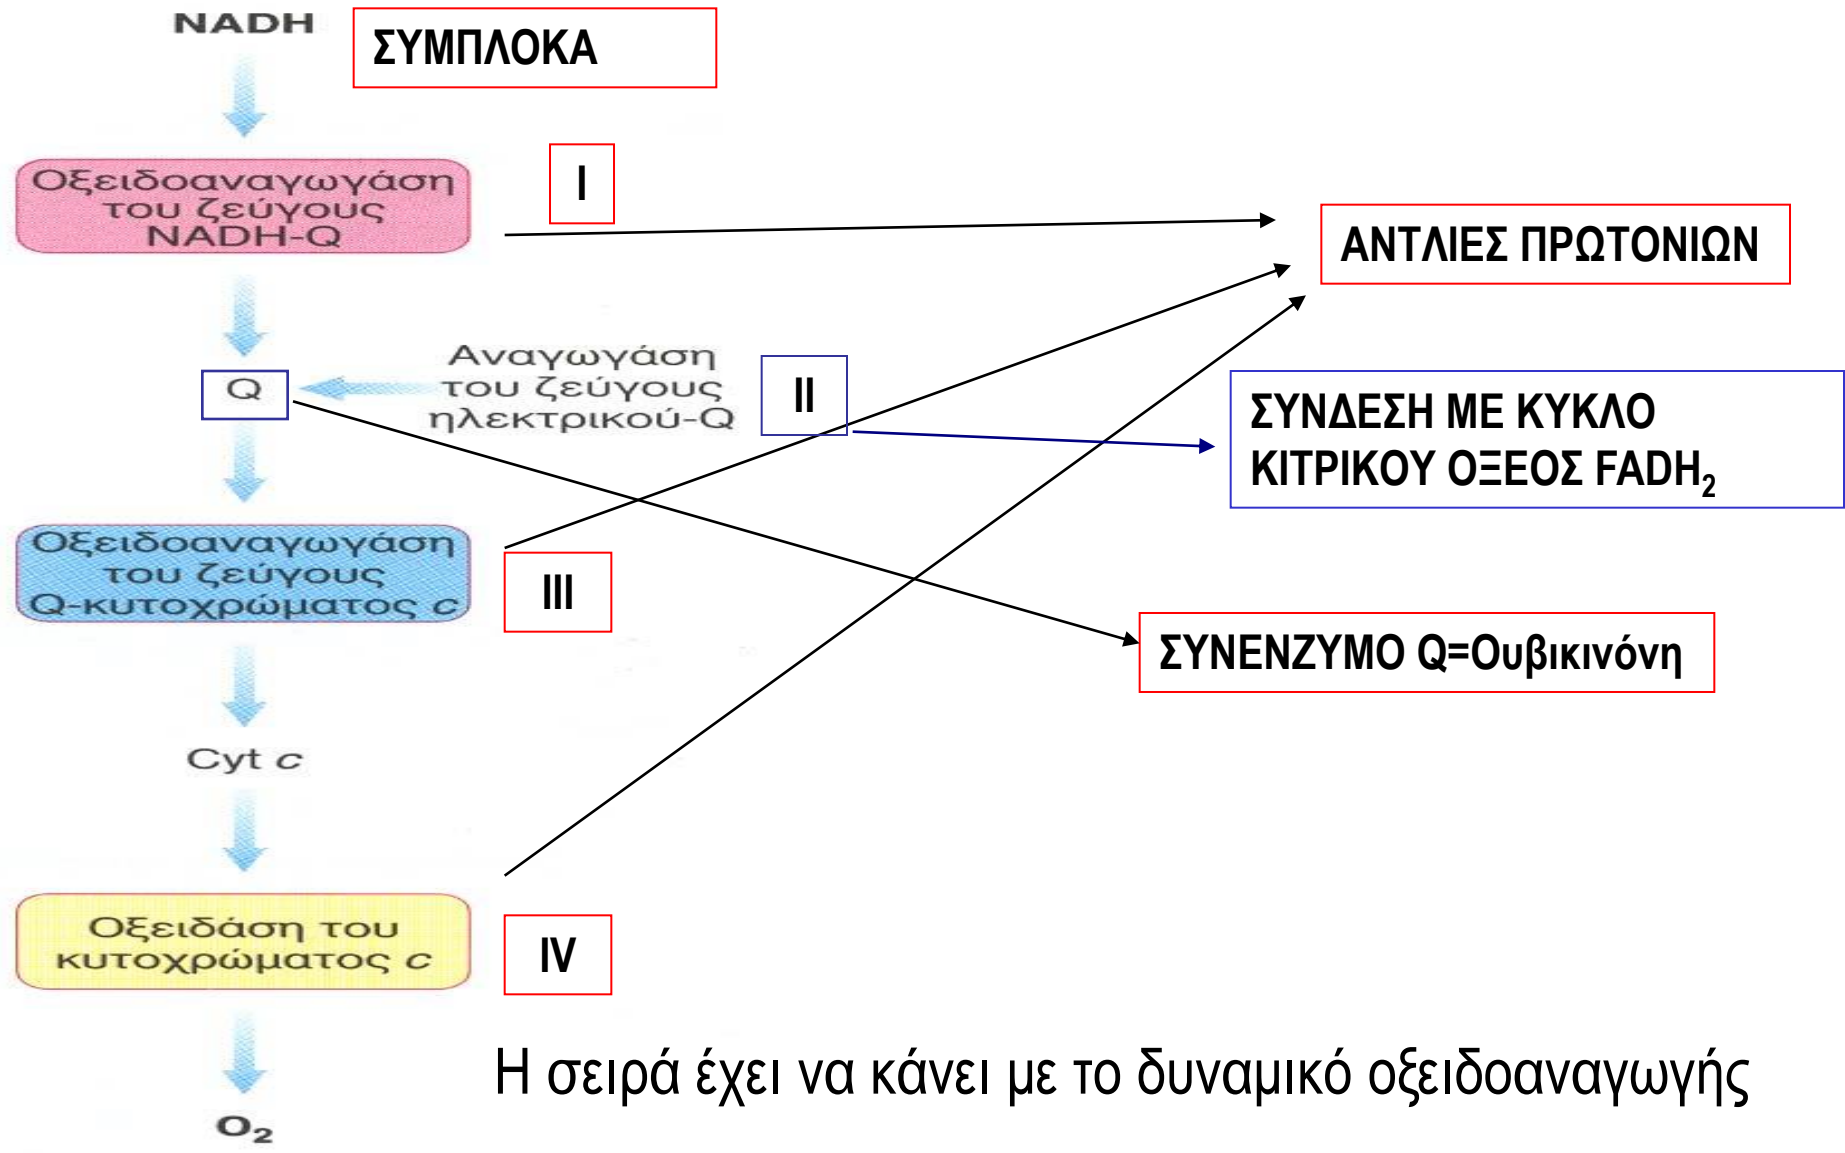 NADH
ΣΥΜΠΛΟΚΑ
Οξειδοαναγωγάση
του ζεύγους
NADH-Q
I
ΑΝΤΛΙΕΣ ΠΡΩΤΟΝΙΩΝ
Q
Αναγωγάση
του ζεύγους
ηλεκτρικού-Q
II
ΣΥΝΔΕΣΗ ΜΕ ΚΥΚΛΟ
ΚΙΤΡΙΚΟΥ ΟΞΕΟΣ FADH₂
Οξειδοαναγωγάση
του ζεύγους
Q-κυτοχρώματος c
III
ΣΥΝΕΝΖΥΜΟ Q=Ουβικινόνη
Cyt c
Οξειδάση του
κυτοχρώματος c
IV
Η σειρά έχει να κάνει με το δυναμικό οξειδοαναγωγής
O₂